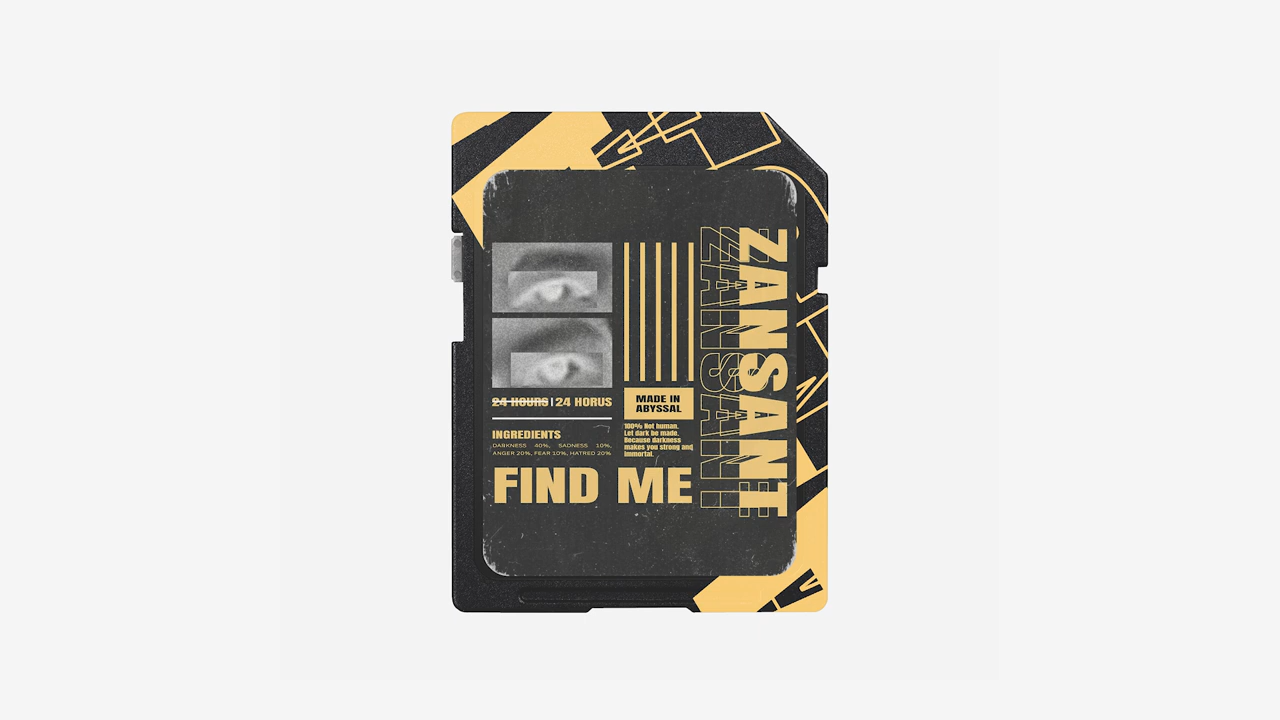 24 HOURS | 24 HORUS
INGREDIENTS
DARKNESS 40%, SADNESS 10%,
ANGER 20%, FEAR 10%, HATRED 20%
MADE IN
ABYSSAL
100% Not human.
Let dark be made.
Because darkness
makes you strong and
immortal.
FIND ME
ZANSANT
ZANSANT